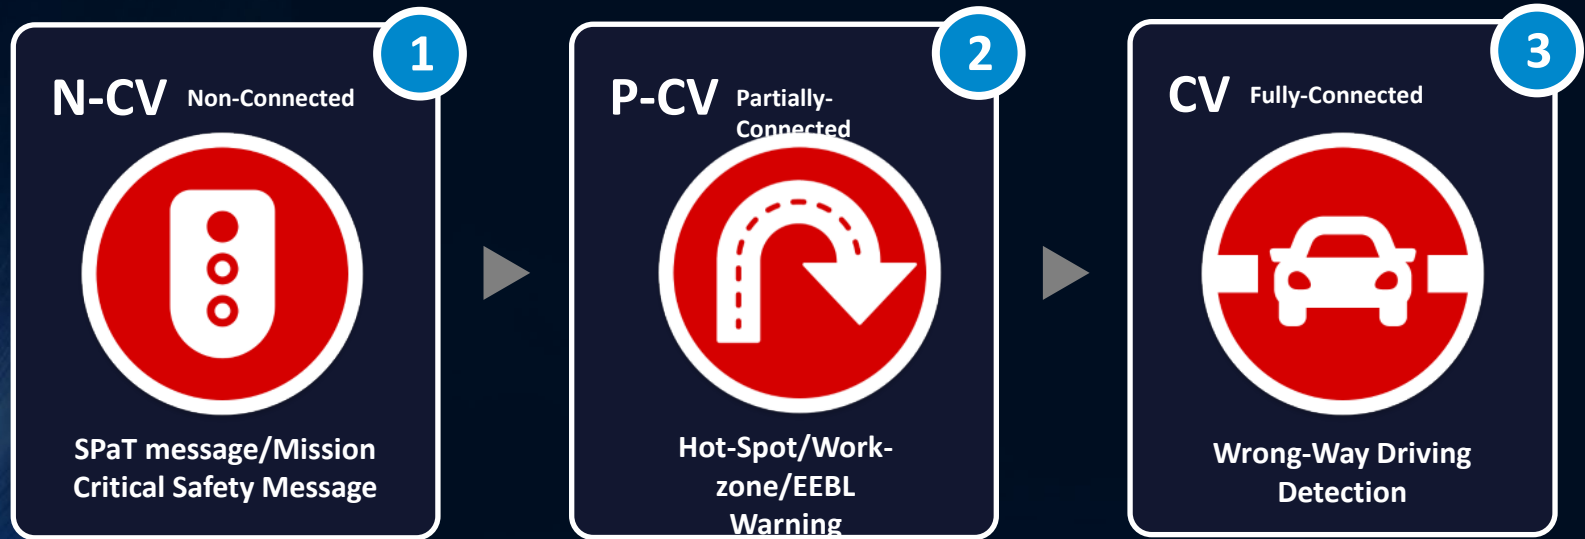 1
N-CV Non-Connected
SPaT message/Mission
Critical Safety Message
2
P-CV Partially-
Connected
Hot-Spot/Work-
zone/EEBL
Warning
3
CV Fully-Connected
Wrong-Way Driving
Detection